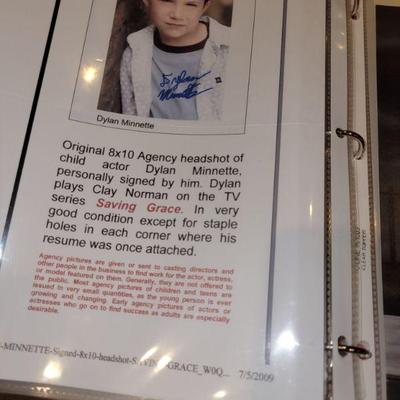 Dylan
Minnette
Dylan Minnette
Original 8x10 Agency headshot of
child actor Dylan Minnette,
personally signed by him. Dylan
plays Clay Norman on the TV
series Saving Grace. In very
good condition except for staple
holes in each corner where his
resume was once attached.
Agency pictures are given or sent to casting directors and
other people in the business to find work for the actor, actress,
or model featured on them. Generally, they are not offered to
the public. Most agency pictures of children and teens are
issued in very small quantities, as the young person is ever
growing and changing. Early agency pictures of actors or
actresses who go on to find success as adults are especially
desirable.
-MINNETTE-Signed-8x10-headshot-SAVING-GRACE_W0Q... 7/5/2009